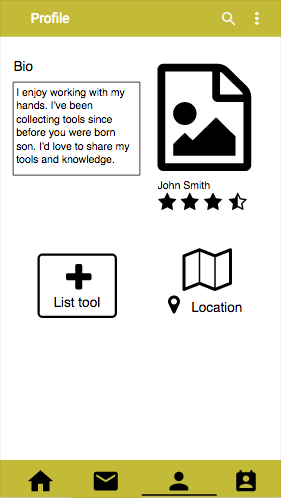 Profile
Bio
I enjoy working with my
hands. I've been
collecting tools since
before you were born
son. I'd love to share my
tools and knowledge.
John Smith
List tool
Location